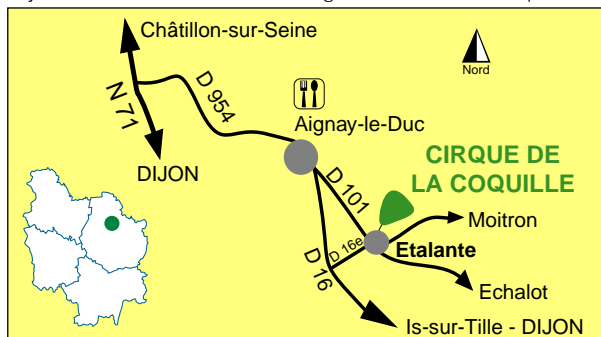 Châtillon-sur-Seine
Nord
D 954
N 71
Aignay-le-Duc
DIJON
D 101
CIRQUE DE
LA COQUILLE
Moitron
D 16e
Etalante
D 16
Echalot
Is-sur-Tille - DIJON